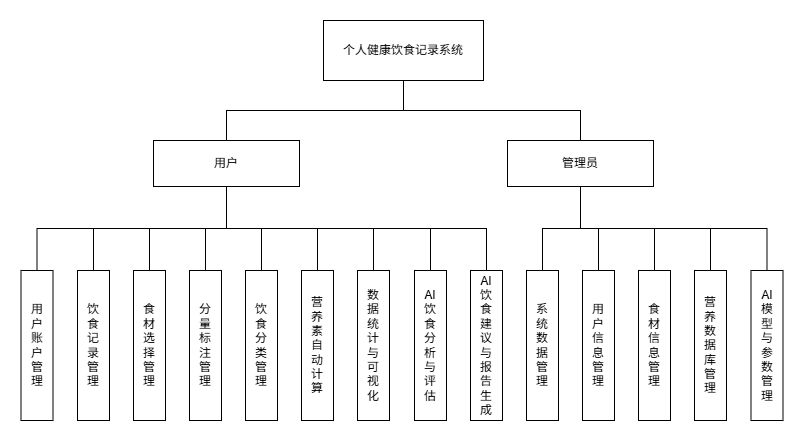 个人健康饮食记录系统
用户
管理员
用户账户管理
饮食记录管理
食材选择管理
分量标注管理
饮食分类管理
营养素自动计算
数据统计与可视化
AI饮食分析与评估
AI饮食建议与报告生成
系统数据管理
用户信息管理
食材信息管理
营养数据库管理
AI模型与参数管理